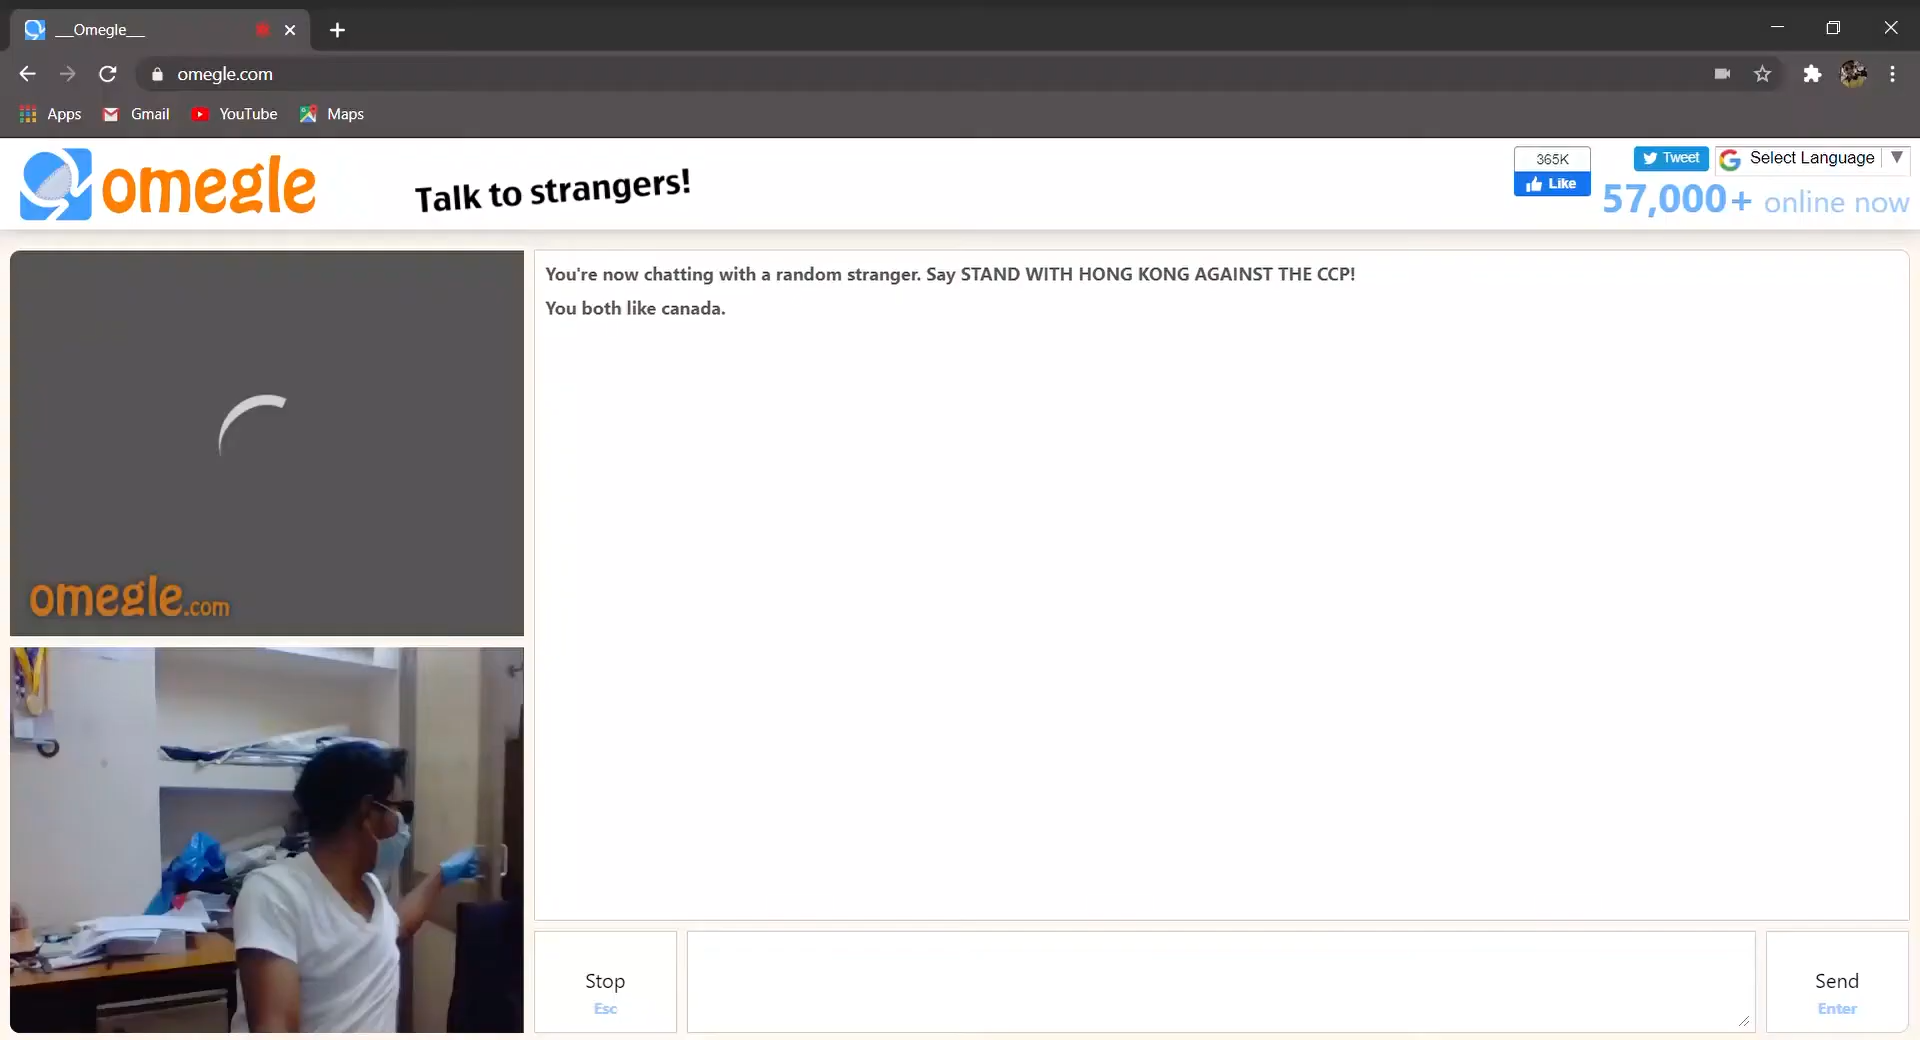 __Omegle__
omegle.com
Apps
Gmail
YouTube
Maps
omegle
Talk to strangers!
365K
Like
Tweet
Select Language
57,000+ online now
You're now chatting with a random stranger. Say STAND WITH HONG KONG AGAINST THE CCP!
You both like canada.
omegle.com
Stop
Esc
Send
Enter